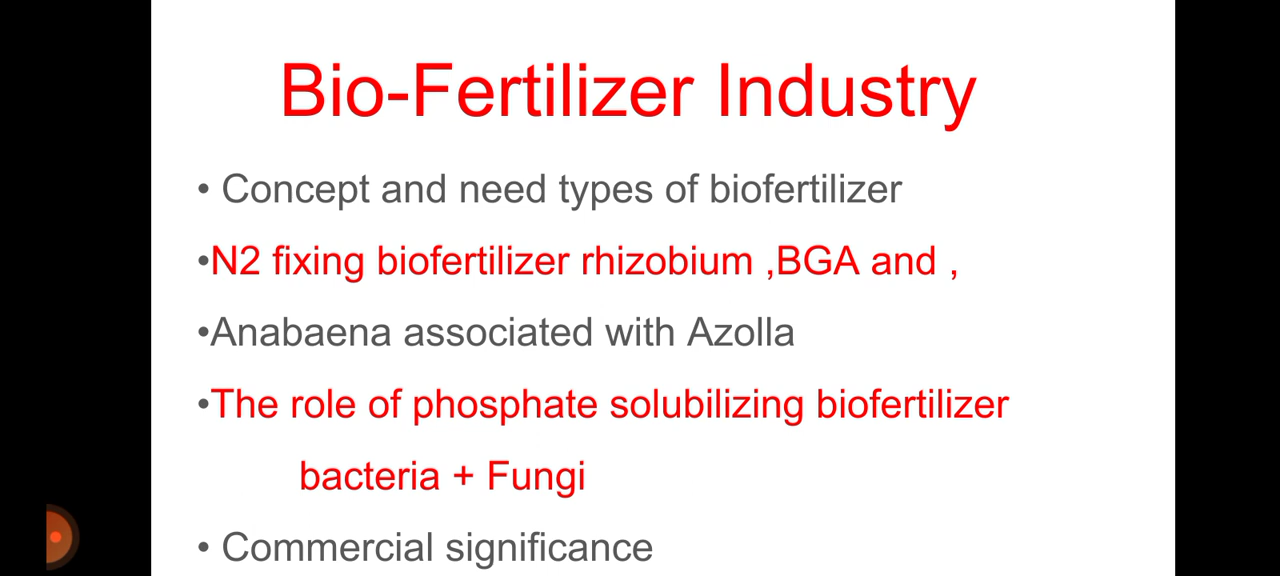 Bio-Fertilizer Industry
• Concept and need types of biofertilizer
•N2 fixing biofertilizer rhizobium ,BGA and ,
•Anabaena associated with Azolla
•The role of phosphate solubilizing biofertilizer
bacteria + Fungi
• Commercial significance